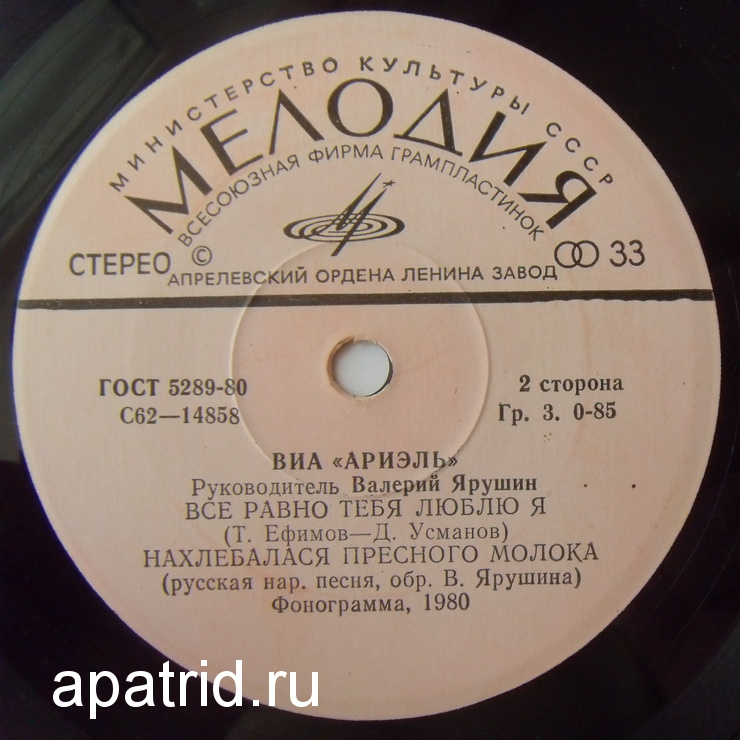 МИНИСТЕРСТВО КУЛЬТУРЫ СССР
МЕЛОДИЯ
ВСЕСОЮЗНАЯ ФИРМА ГРАМПЛАСТИНОК
СТЕРЕО © 33
АПРЕЛЕВСКИЙ ОРДЕНА ЛЕНИНА ЗАВОД
ГОСТ 5289-80 2 сторона
С62—14858 Гр. 3. 0-85
ВИА «АРИЭЛЬ»
Руководитель Валерий Ярушин
ВСЕ РАВНО ТЕБЯ ЛЮБЛЮ Я
(Т. Ефимов—Д. Усманов)
НАХЛЕБАЛАСЯ ПРЕСНОГО МОЛОКА
(русская нар. песня, обр. В. Ярушина)
Фонограмма, 1980
apatrid.ru